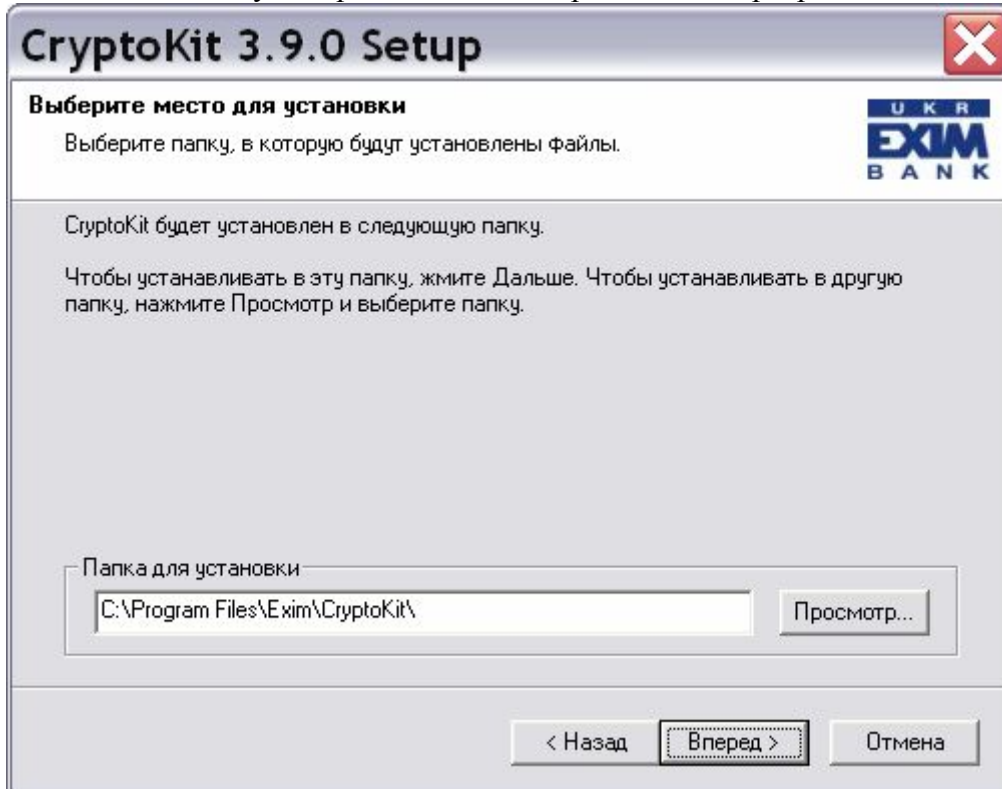 CryptoKit 3.9.0 Setup
Выберите место для установки
Выберите папку, в которую будут установлены файлы.
UKR
EXIM
BANK
CryptoKit будет установлен в следующую папку.
Чтобы устанавливать в эту папку, жмите Дальше. Чтобы устанавливать в другую
папку, нажмите Просмотр и выберите папку.
Папка для установки
C:\Program Files\Exim\CryptoKit\
Просмотр...
< Назад
Вперед >
Отмена